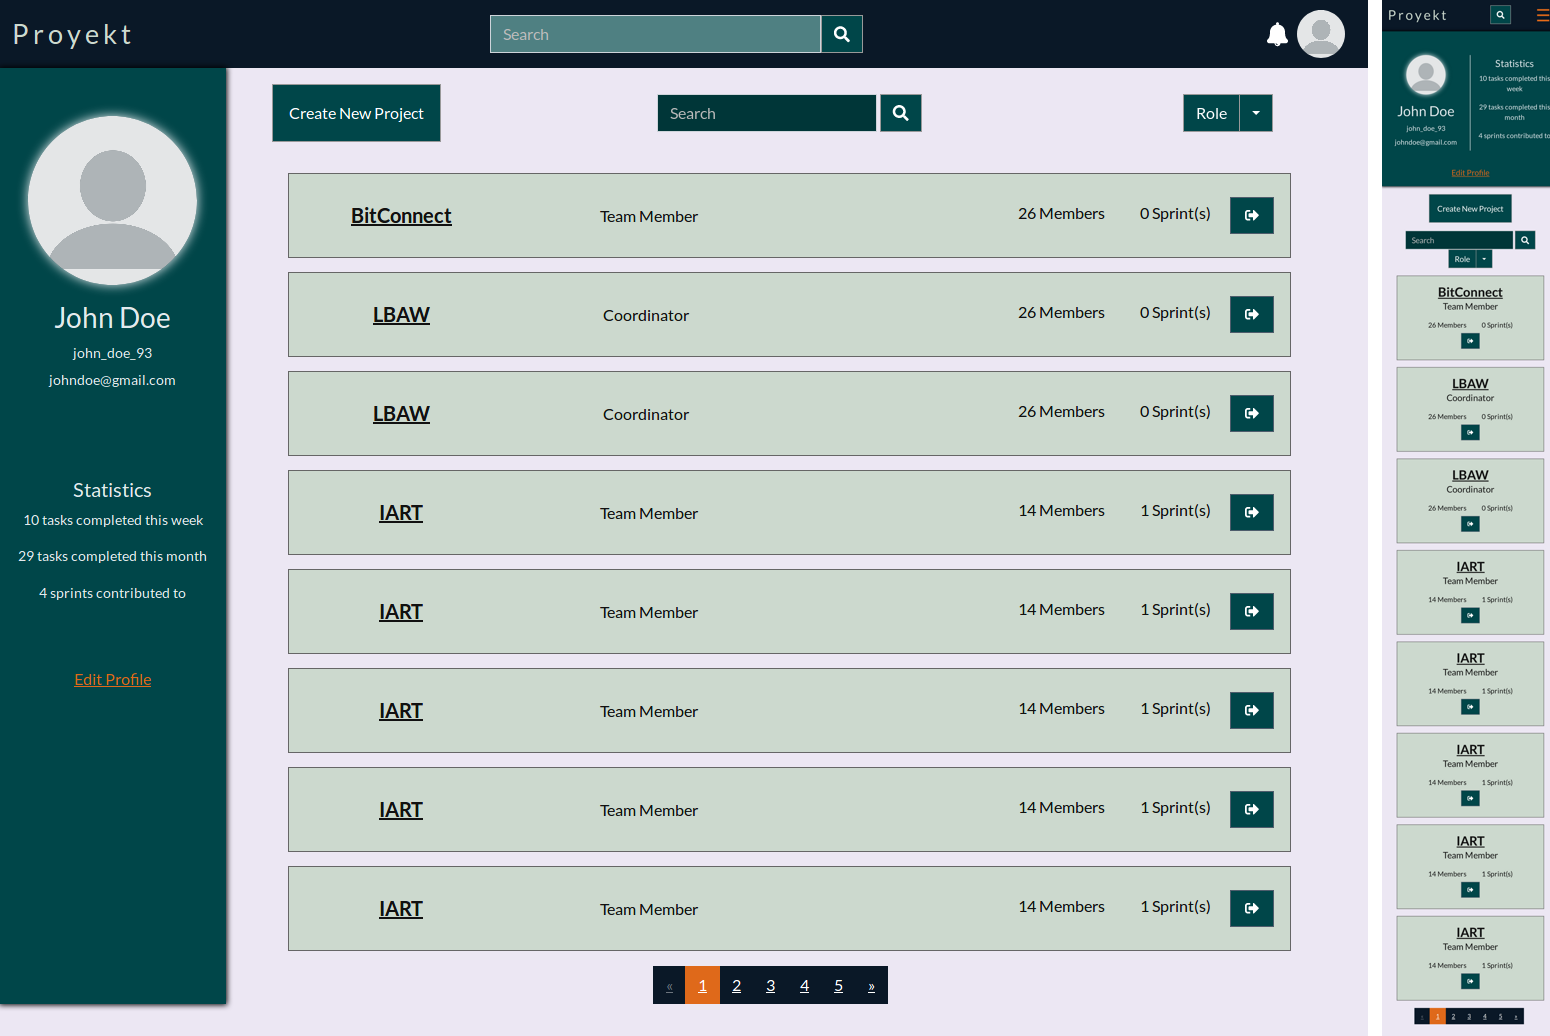 Proyekt
Search
John Doe
john_doe_93
johndoe@gmail.com
Statistics
10 tasks completed this week
29 tasks completed this month
4 sprints contributed to
Edit Profile
Create New Project
Search
Role
BitConnect Team Member 26 Members 0 Sprint(s)
LBAW Coordinator 26 Members 0 Sprint(s)
LBAW Coordinator 26 Members 0 Sprint(s)
IART Team Member 14 Members 1 Sprint(s)
IART Team Member 14 Members 1 Sprint(s)
IART Team Member 14 Members 1 Sprint(s)
IART Team Member 14 Members 1 Sprint(s)
IART Team Member 14 Members 1 Sprint(s)
« 1 2 3 4 5 »
Proyekt
John Doe
john_doe_93
johndoe@gmail.com
Statistics
10 tasks completed this
week
29 tasks completed this
month
4 sprints contributed to
Edit Profile
Create New Project
Search
Role
BitConnect
Team Member
26 Members 0 Sprint(s)
LBAW
Coordinator
26 Members 0 Sprint(s)
LBAW
Coordinator
26 Members 0 Sprint(s)
IART
Team Member
14 Members 1 Sprint(s)
IART
Team Member
14 Members 1 Sprint(s)
IART
Team Member
14 Members 1 Sprint(s)
IART
Team Member
14 Members 1 Sprint(s)
IART
Team Member
14 Members 1 Sprint(s)
« 1 2 3 4 5 »